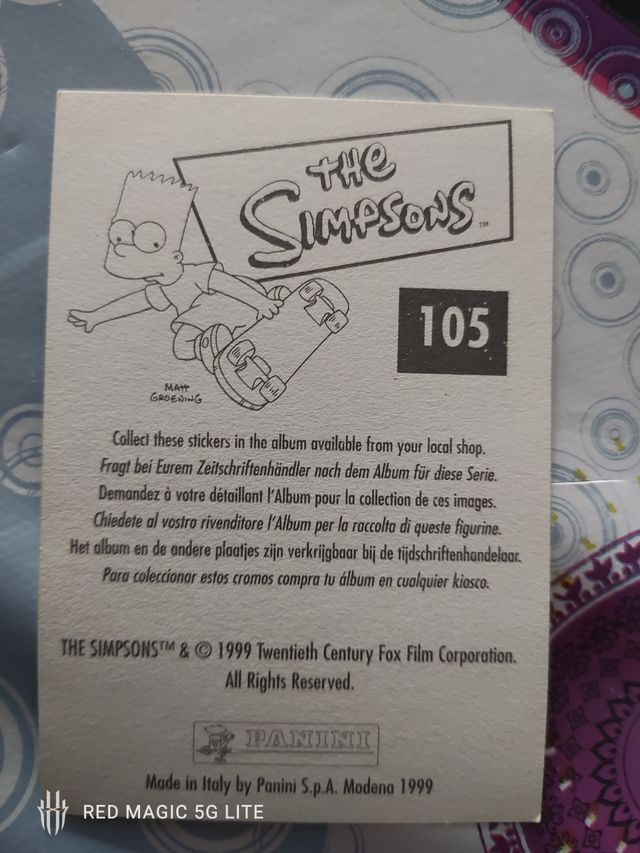 THE
SIMPSONS™
105
MATT
GROENING
Collect these stickers in the album available from your local shop.
Fragt bei Eurem Zeitschriftenhändler nach dem Album für diese Serie.
Demandez à votre détaillant l'Album pour la collection de ces images.
Chiedete al vostro rivenditore l'Album per la raccolta di queste figurine.
Het album en de andere plaatjes zijn verkrijgbaar bij de tijdschriftenhandelaar.
Para coleccionar estos cromos compra tu álbum en cualquier kiosco.
THE SIMPSONS™ & © 1999 Twentieth Century Fox Film Corporation.
All Rights Reserved.
PANINI
Made in Italy by Panini S.p.A. Modena 1999
RED MAGIC 5G LITE